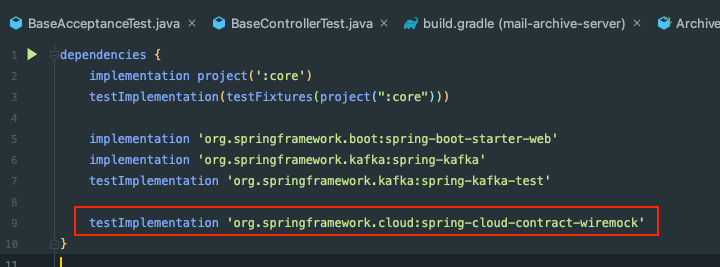 BaseAcceptanceTest.java × BaseControllerTest.java × build.gradle (mail-archive-server) × Archive
1 dependencies {
2 implementation project(':core')
3 testImplementation(testFixtures(project(":core")))
4
5 implementation 'org.springframework.boot:spring-boot-starter-web'
6 implementation 'org.springframework.kafka:spring-kafka'
7 testImplementation 'org.springframework.kafka:spring-kafka-test'
8
9 testImplementation 'org.springframework.cloud:spring-cloud-contract-wiremock'
10 }
11